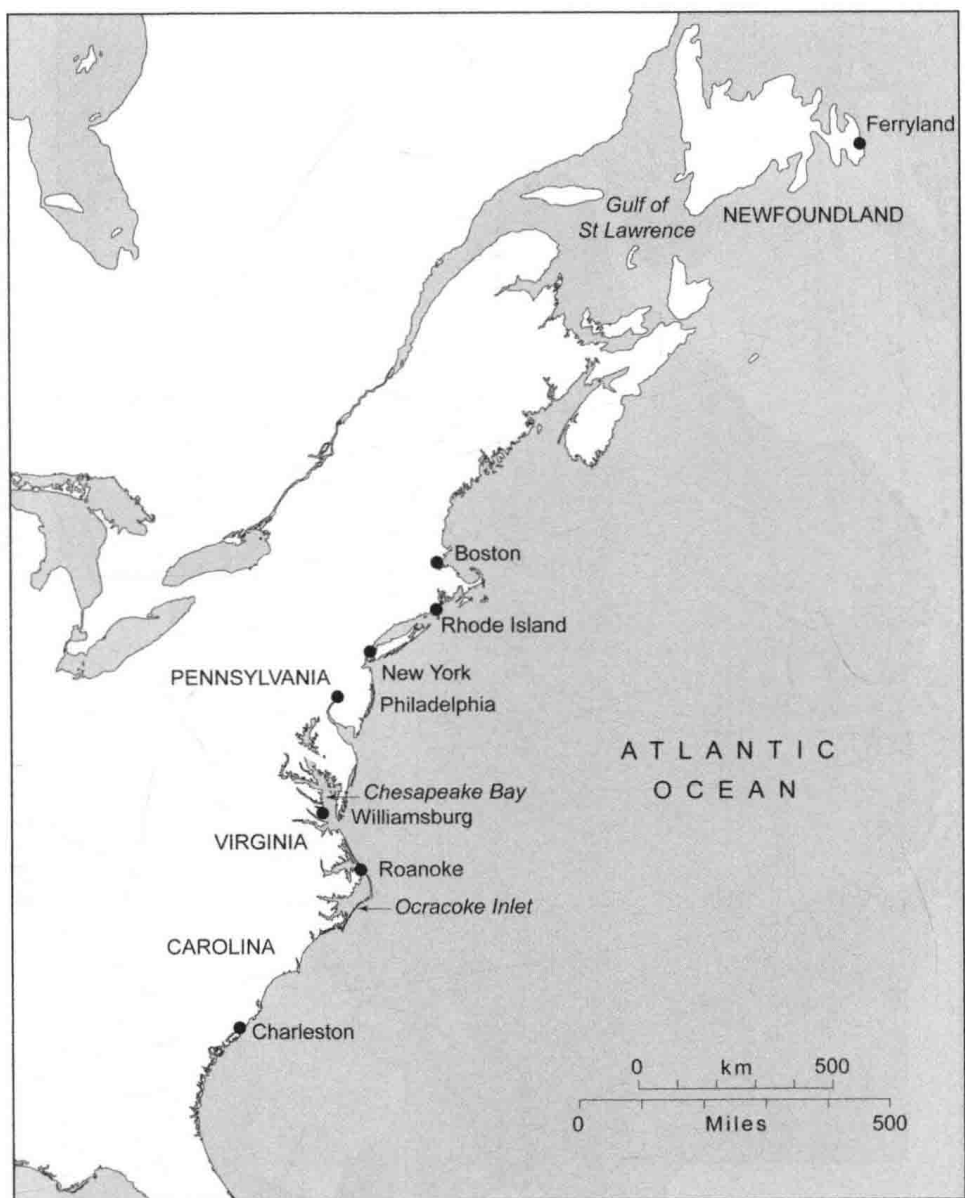 Ferryland
Gulf of
St Lawrence
NEWFOUNDLAND
Boston
Rhode Island
New York
PENNSYLVANIA
Philadelphia
Chesapeake Bay
Williamsburg
VIRGINIA
Roanoke
Ocracoke Inlet
CAROLINA
Charleston
ATLANTIC
OCEAN
0 km 500
0 Miles 500